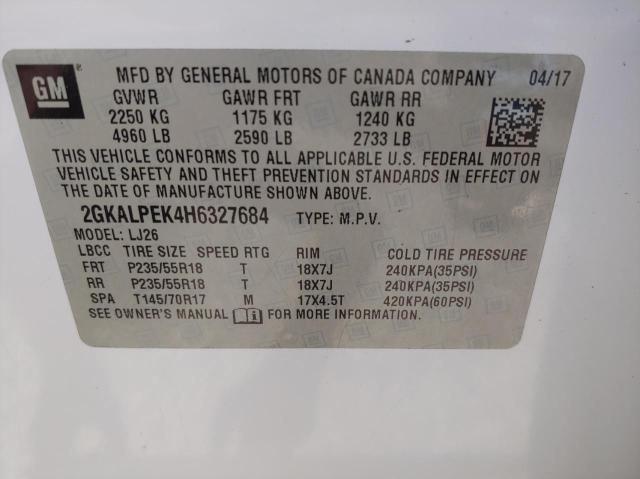 GM
MFD BY GENERAL MOTORS OF CANADA COMPANY 04/17
GVWR GAWR FRT GAWR RR
2250 KG 1175 KG 1240 KG
4960 LB 2590 LB 2733 LB
THIS VEHICLE CONFORMS TO ALL APPLICABLE U.S. FEDERAL MOTOR
VEHICLE SAFETY AND THEFT PREVENTION STANDARDS IN EFFECT ON
THE DATE OF MANUFACTURE SHOWN ABOVE.
2GKALPEK4H6327684 TYPE: M.P.V.
MODEL: LJ26
LBCC TIRE SIZE SPEED RTG RIM COLD TIRE PRESSURE
FRT P235/55R18 T 18X7J 240KPA(35PSI)
RR P235/55R18 T 18X7J 240KPA(35PSI)
SPA T145/70R17 M 17X4.5T 420KPA(60PSI)
SEE OWNER'S MANUAL FOR MORE INFORMATION.